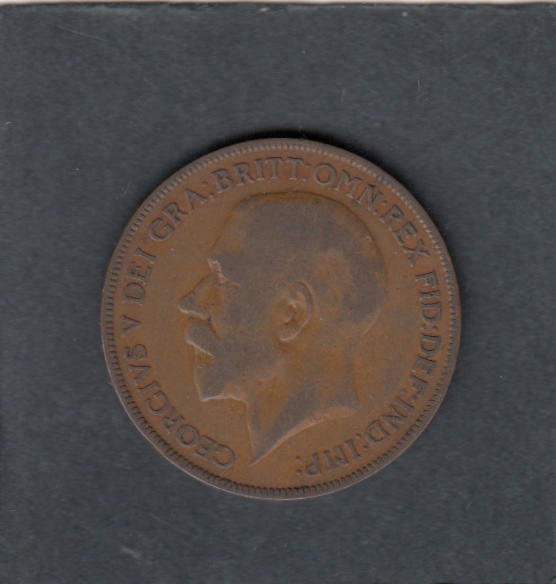 GEORGIVS V DEI GRA: BRITT: OMN: REX FID: DEF: IND: IMP: